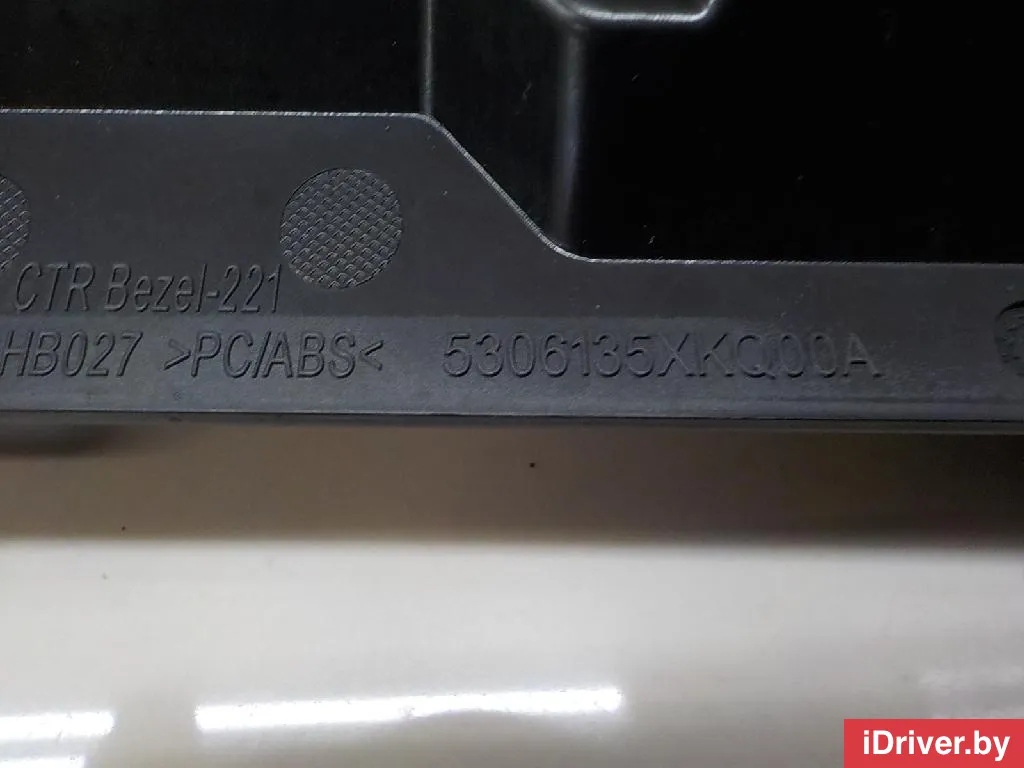 CTR Bezel-221
HB027 >PC/ABS< 5306135XKQ00A
iDriver.by